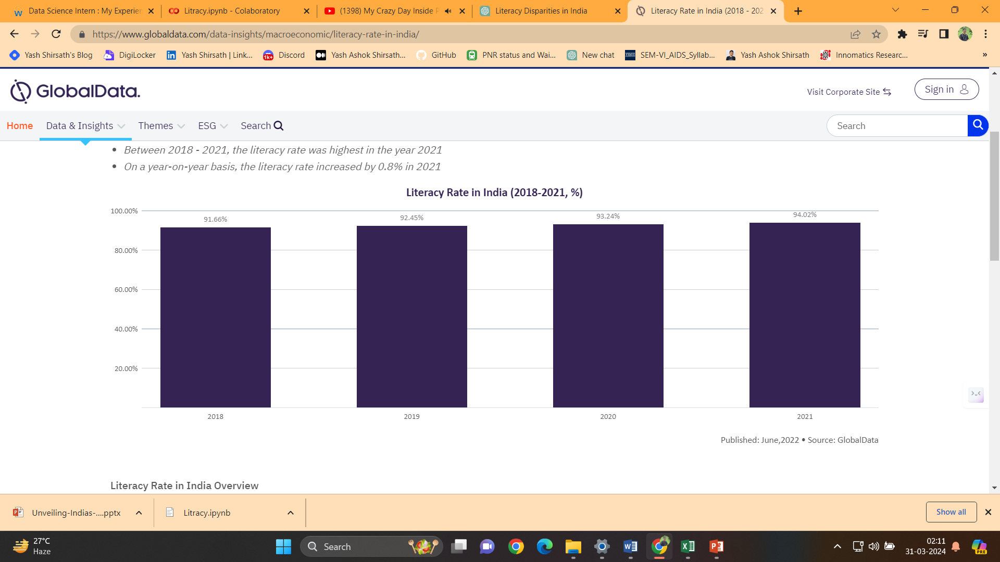 Data Science Intern : My Experien
Litracy.ipynb - Colaboratory
(1398) My Crazy Day Inside P
Literacy Disparities in India
Literacy Rate in India (2018 - 202
https://www.globaldata.com/data-insights/macroeconomic/literacy-rate-in-india/
Yash Shirsath's Blog
DigiLocker
Yash Shirsath | Link...
1k+
Discord
Yash Ashok Shirsath...
GitHub
PNR status and Wai...
New chat
SEM-VI_AIDS_Syllab...
Yash Ashok Shirsath
Innomatics Researc...
»
GlobalData.
Visit Corporate Site
Sign in
Home
Data & Insights
Themes
ESG
Search
Search
• Between 2018 - 2021, the literacy rate was highest in the year 2021
• On a year-on-year basis, the literacy rate increased by 0.8% in 2021
Literacy Rate in India (2018-2021, %)
100.00%
80.00%
60.00%
40.00%
20.00%
91.66%
92.45%
93.24%
94.02%
2018
2019
2020
2021
Published: June,2022 • Source: GlobalData
Literacy Rate in India Overview
Unveiling-Indias-....pptx
Litracy.ipynb
Show all
27°C
Haze
Search
02:11
31-03-2024
PRE